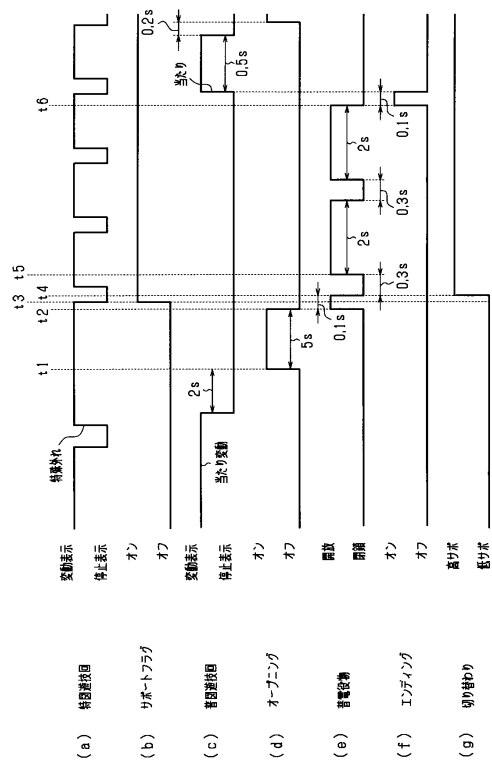 t1
t2
t3
t4
t5
t6
(a) 特図遊技回
変動表示
停止表示
特殊外れ
(b) サポートフラグ
オン
オフ
(c) 普図遊技回
変動表示
停止表示
当たり変動
2s
当たり
0,5s
0,2s
(d) オープニング
オン
オフ
5s
(e) 普電役物
開放
閉鎖
0,1s
0,3s
2s
0,3s
2s
(f) エンディング
オン
オフ
0,1s
(g) 切り替わり
高サポ
低サポ